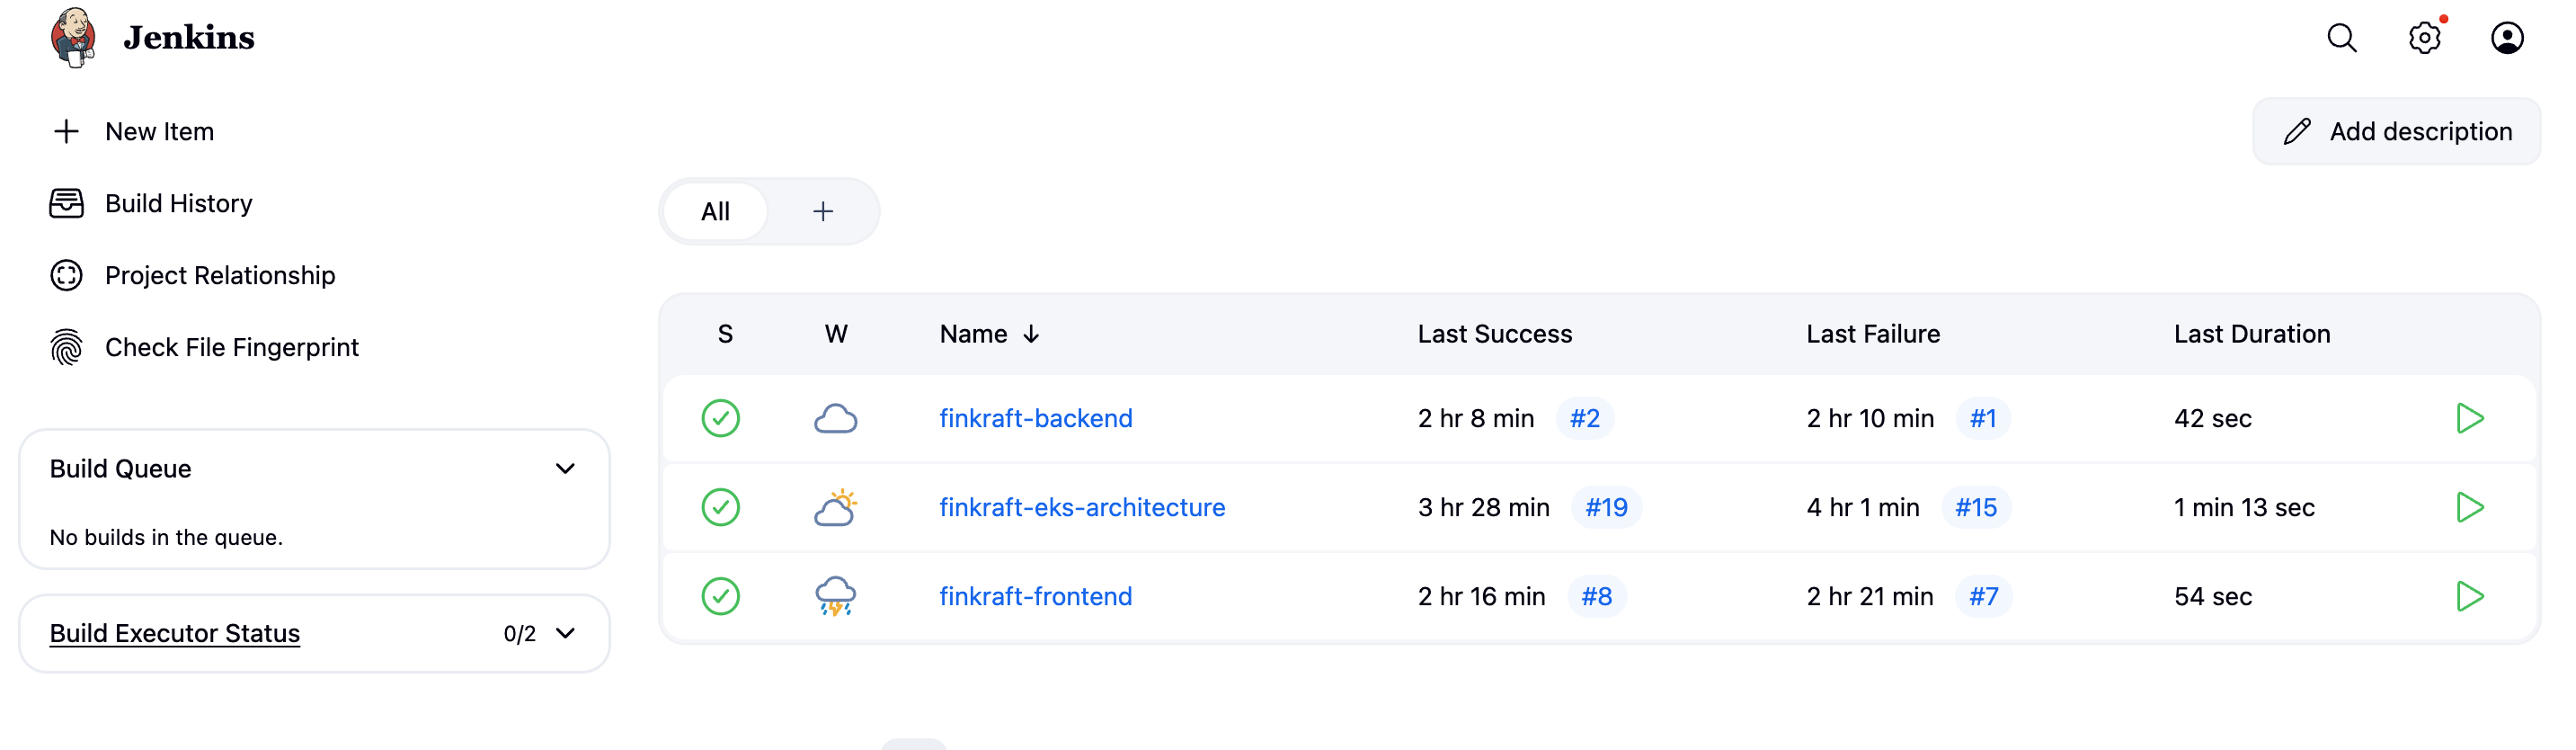 Jenkins
New Item
Build History
Project Relationship
Check File Fingerprint
Build Queue
No builds in the queue.
Build Executor Status 0/2
Add description
All +
S W Name ↓ Last Success Last Failure Last Duration
finkraft-backend 2 hr 8 min #2 2 hr 10 min #1 42 sec
finkraft-eks-architecture 3 hr 28 min #19 4 hr 1 min #15 1 min 13 sec
finkraft-frontend 2 hr 16 min #8 2 hr 21 min #7 54 sec